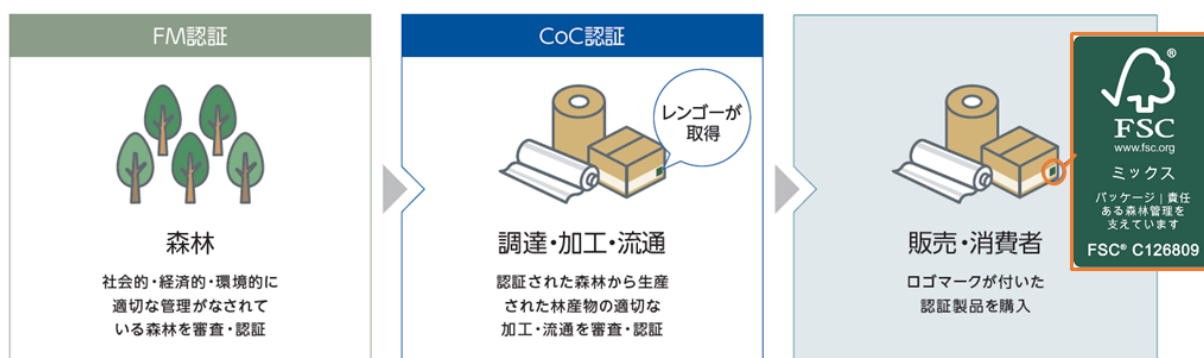 FM認証
森林
社会的・経済的・環境的に
適切な管理がなされて
いる森林を審査・認証
CoC認証
レンゴーが
取得
調達・加工・流通
認証された森林から生産
された林産物の適切な
加工・流通を審査・認証
販売・消費者
ロゴマークが付いた
認証製品を購入
®
FSC
www.fsc.org
ミックス
パッケージ｜責任
ある森林管理を
支えています
FSC® C126809